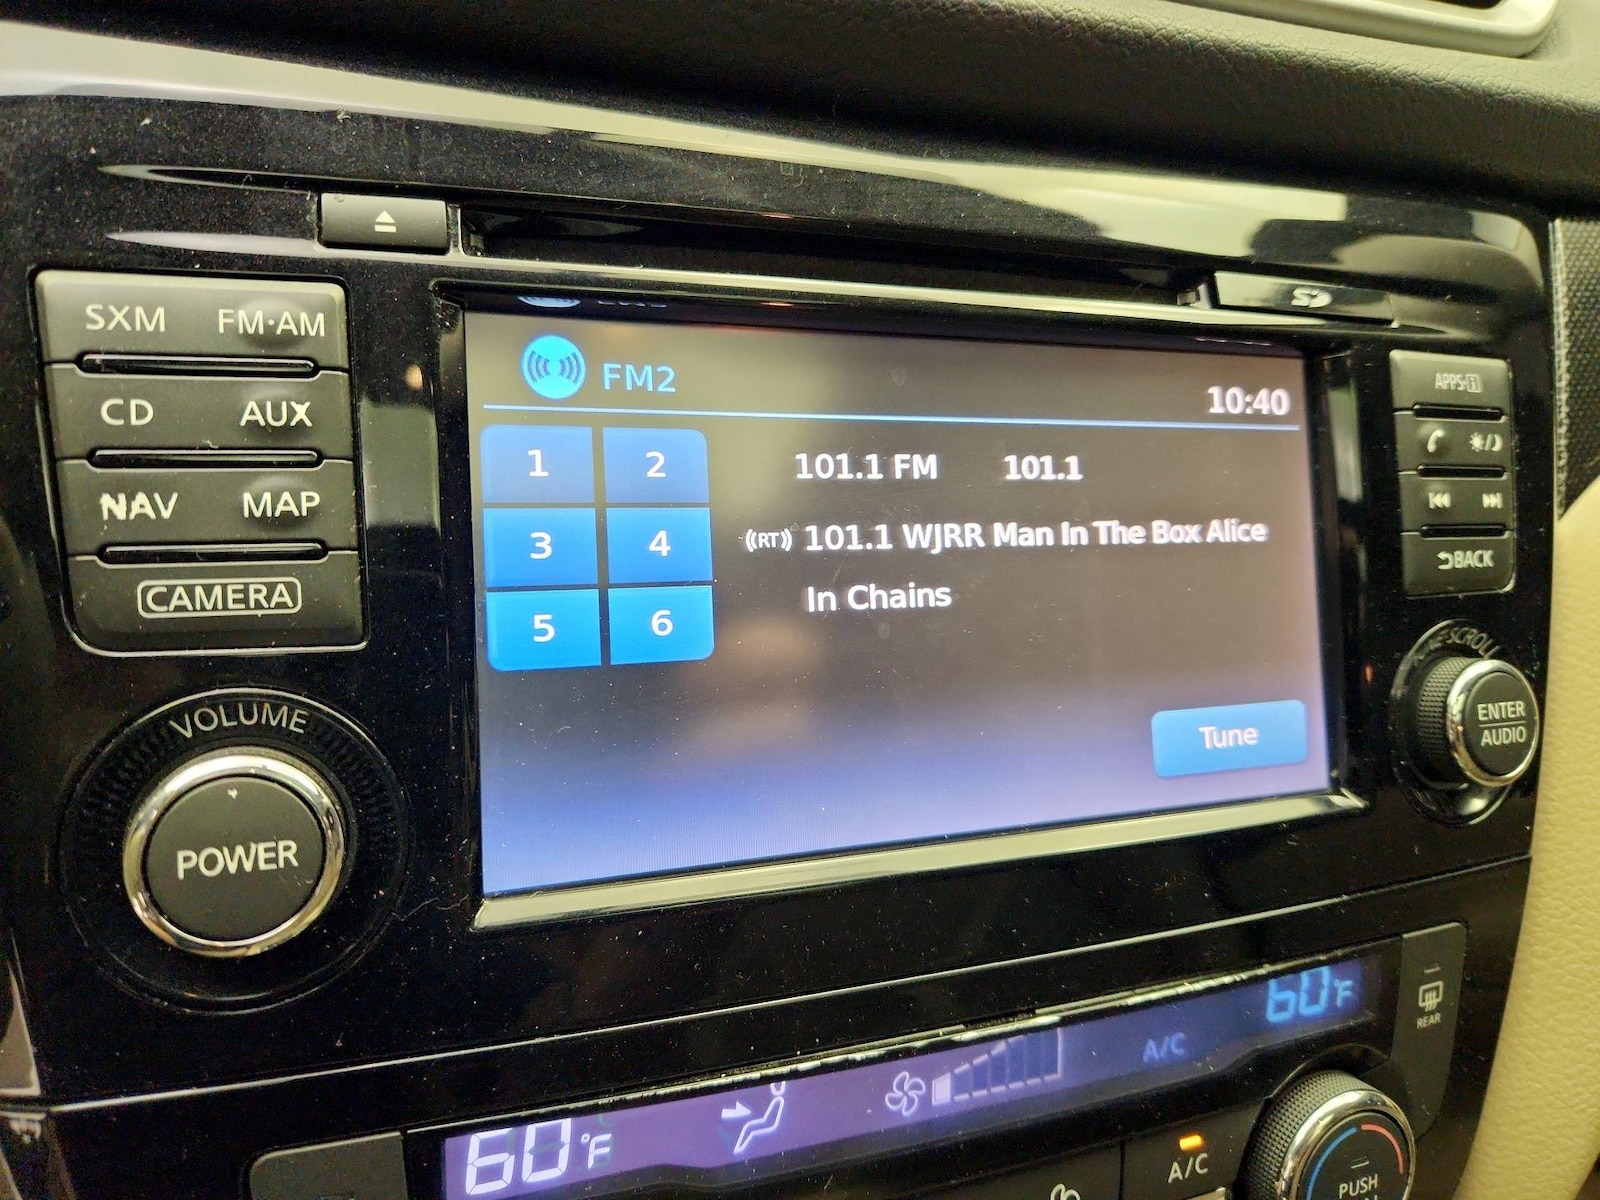 SXM FM·AM
CD AUX
NAV MAP
CAMERA
VOLUME
POWER
FM2
10:40
1 2
3 4
5 6
101.1 FM 101.1
((RT)) 101.1 WJRR Man In The Box Alice
In Chains
Tune
SD
APPS·i
BACK
SCROLL
ENTER
AUDIO
60°F
A/C
60°F
REAR
A/C
PUSH